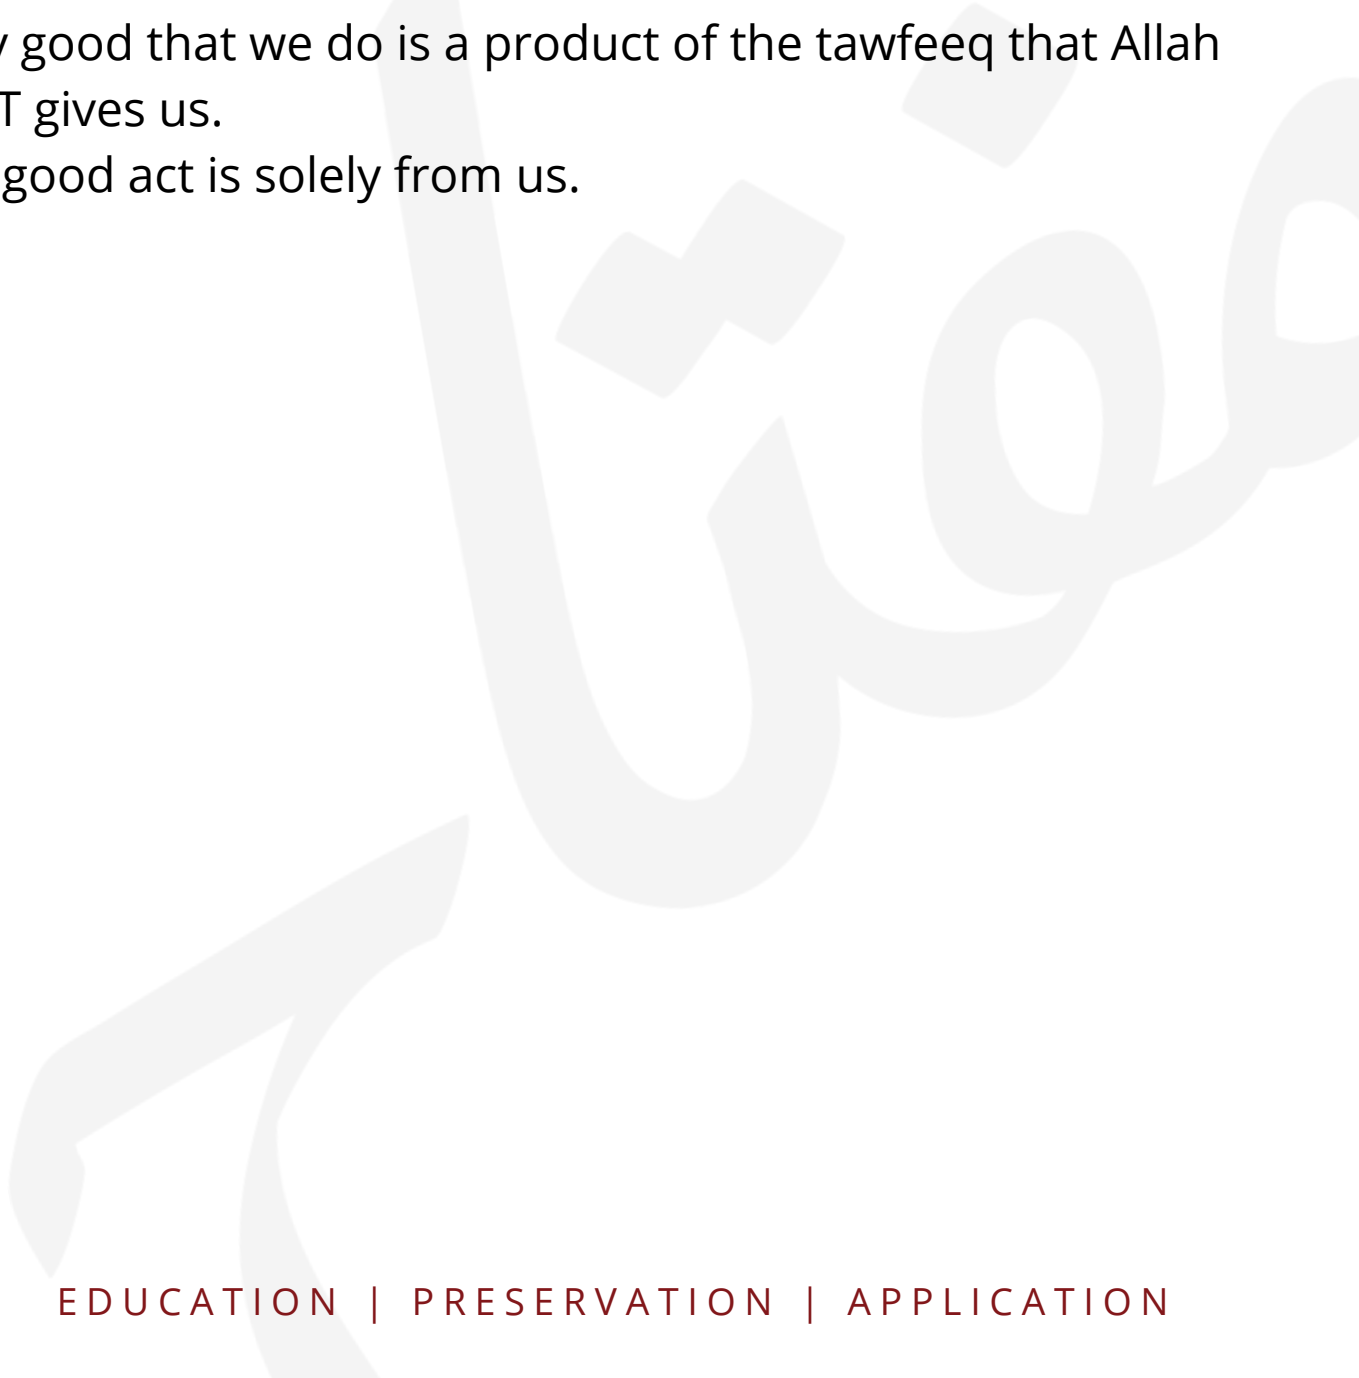 y good that we do is a product of the tawfeeq that Allah
T gives us.
good act is solely from us.
مفتاح
EDUCATION | PRESERVATION | APPLICATION